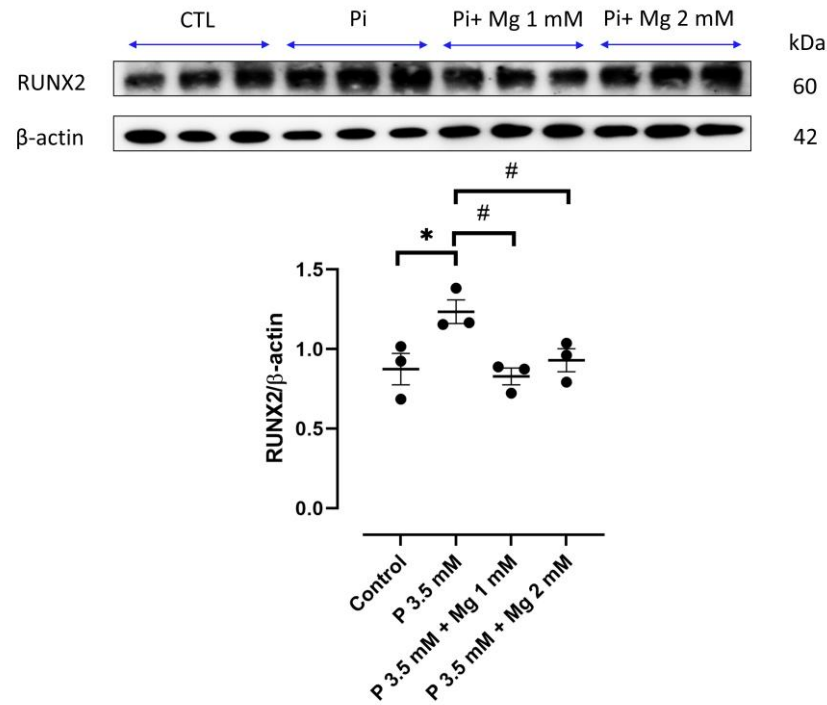 CTL Pi Pi+ Mg 1 mM Pi+ Mg 2 mM
kDa
RUNX2 60
β-actin 42
#
#
*
1.5
1.0
0.5
0.0
RUNX2/β-actin
Control
P 3.5 mM
P 3.5 mM + Mg 1 mM
P 3.5 mM + Mg 2 mM